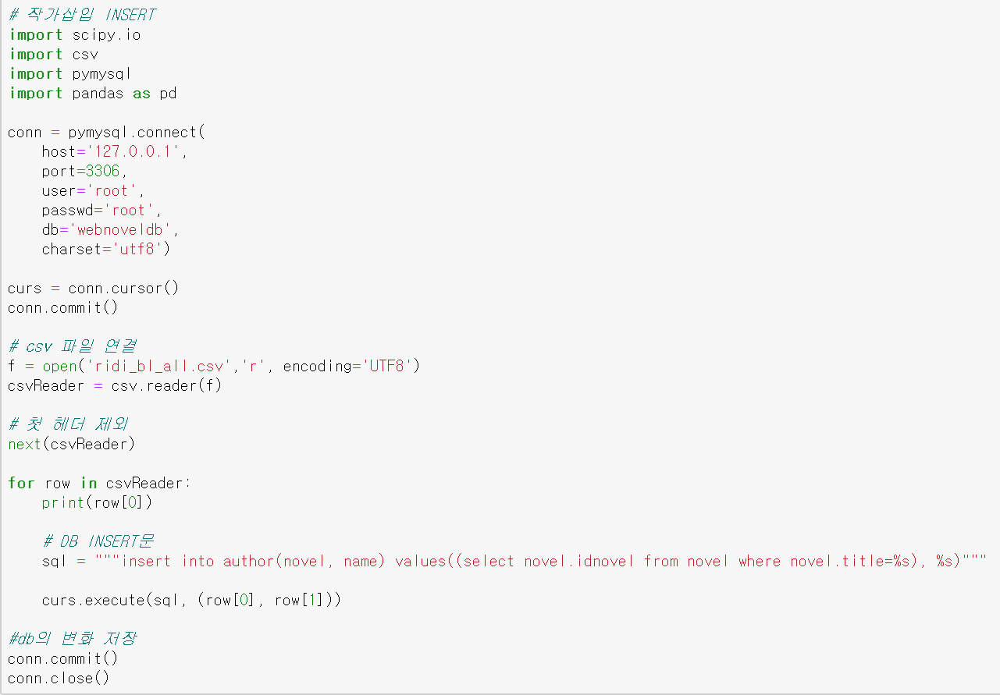 # 작가삽입 INSERT
import scipy.io
import csv
import pymysql
import pandas as pd
conn = pymysql.connect(
    host='127.0.0.1',
    port=3306,
    user='root',
    passwd='root',
    db='webnoveldb',
    charset='utf8')
curs = conn.cursor()
conn.commit()
# csv 파일 연결
f = open('ridi_bl_all.csv','r', encoding='UTF8')
csvReader = csv.reader(f)
# 첫 헤더 제외
next(csvReader)
for row in csvReader:
    print(row[0])
    # DB INSERT문
    sql = """insert into author(novel, name) values((select novel.idnovel from novel where novel.title=%s), %s)"""
    curs.execute(sql, (row[0], row[1]))
#db의 변화 저장
conn.commit()
conn.close()